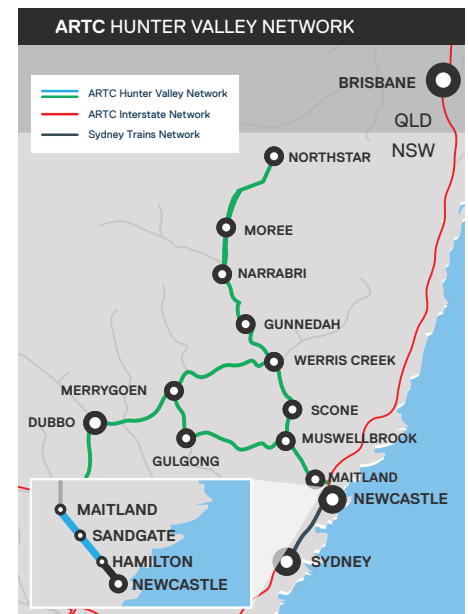 ARTC HUNTER VALLEY NETWORK
BRISBANE
ARTC Hunter Valley Network
ARTC Interstate Network
Sydney Trains Network
QLD
NSW
NORTHSTAR
MOREE
NARRABRI
GUNNEDAH
WERRIS CREEK
MERRYGOEN
SCONE
DUBBO
MUSWELLBROOK
GULGONG
MAITLAND
NEWCASTLE
MAITLAND
SANDGATE
HAMILTON
NEWCASTLE
SYDNEY